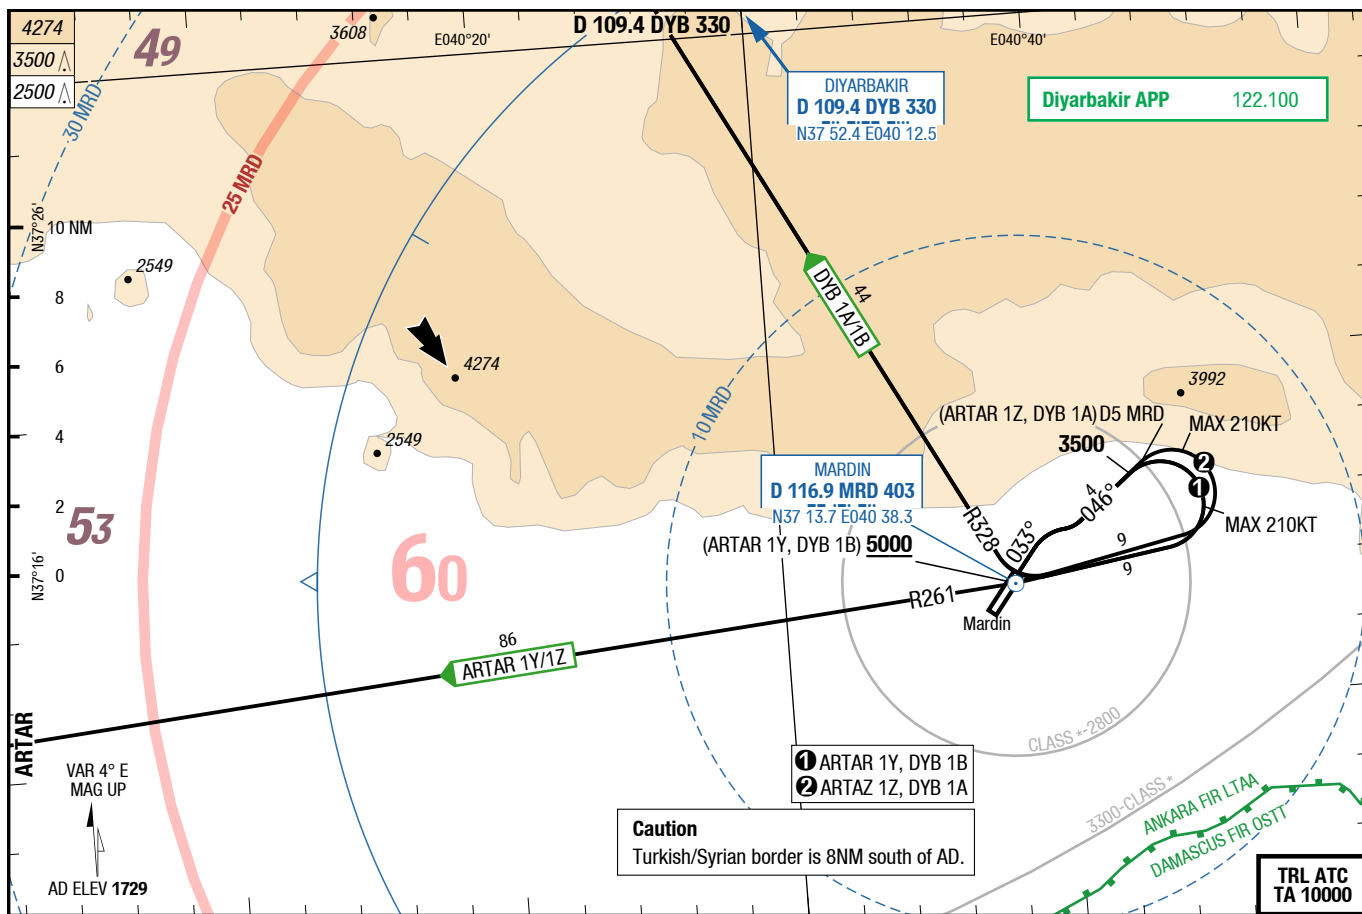 4274
3500
2500
49
3608
E040°20'
D 109.4 DYB 330
E040°40'
30 MRD
25 MRD
DIYARBAKIR
D 109.4 DYB 330
N37 52.4 E040 12.5
Diyarbakir APP 122.100
N37°26'
10 NM
8
6
4
2
0
N37°16'
2549
4274
2549
53
60
DYB 1A/1B
44
10 MRD
3992
(ARTAR 1Z, DYB 1A) D5 MRD
3500
MAX 210KT
2
1
MAX 210KT
MARDIN
D 116.9 MRD 403
N37 13.7 E040 38.3
(ARTAR 1Y, DYB 1B) 5000
R328
033°
4
046°
9
9
R261
Mardin
86
ARTAR 1Y/1Z
ARTAR
CLASS *-2800
3300-CLASS *
VAR 4° E
MAG UP
AD ELEV 1729
1 ARTAR 1Y, DYB 1B
2 ARTAZ 1Z, DYB 1A
Caution
Turkish/Syrian border is 8NM south of AD.
ANKARA FIR LTAA
DAMASCUS FIR OSTT
TRL ATC
TA 10000